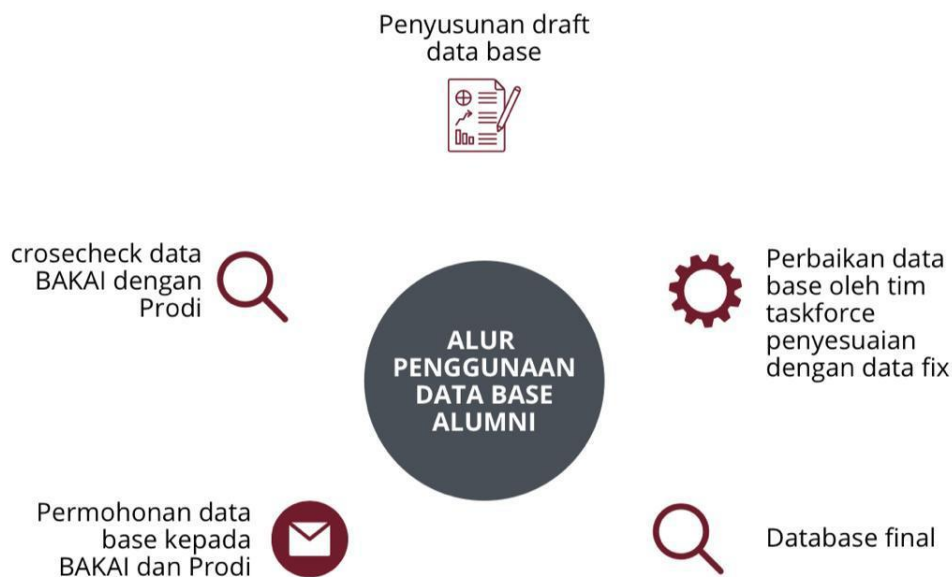 Penyusunan draft
data base
crosecheck data
BAKAI dengan
Prodi
Perbaikan data
base oleh tim
taskforce
penyesuaian
dengan data fix
ALUR
PENGGUNAAN
DATA BASE
ALUMNI
Permohonan data
base kepada
BAKAI dan Prodi
Database final